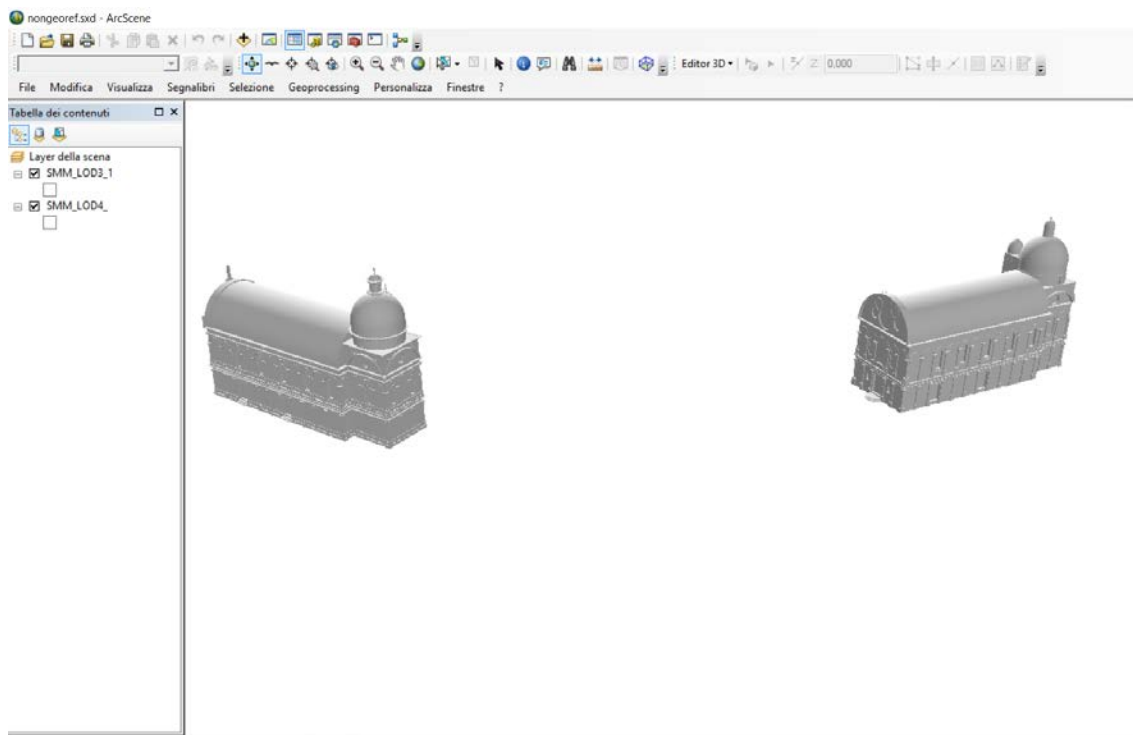 nongeoref.sxd - ArcScene
Editor 3D
Z 0,000
File Modifica Visualizza Segnalibri Selezione Geoprocessing Personalizza Finestre ?
Tabella dei contenuti
Layer della scena
SMM_LOD3_1
SMM_LOD4_